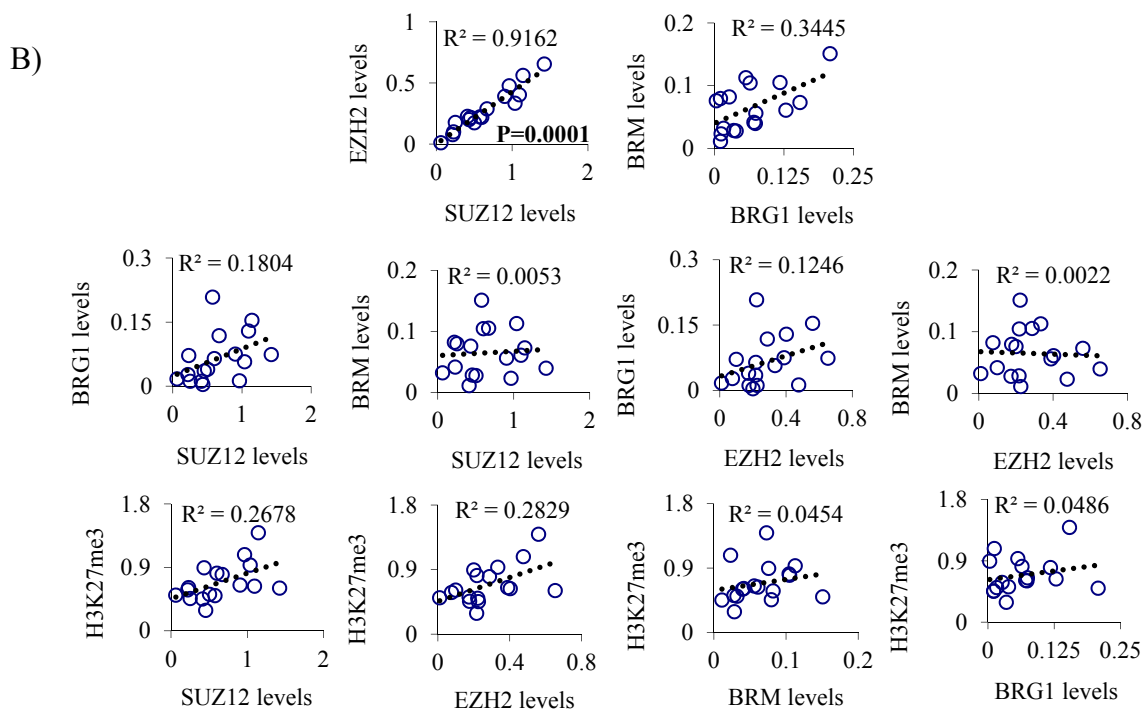 B)
R² = 0.9162
EZH2 levels
1
0.5
0
P=0.0001
0 1 2
SUZ12 levels
R² = 0.3445
BRM levels
0.2
0.1
0
0 0.125 0.25
BRG1 levels
R² = 0.1804
BRG1 levels
0.3
0.15
0
0 1 2
SUZ12 levels
R² = 0.0053
BRM levels
0.2
0.1
0
0 1 2
SUZ12 levels
R² = 0.1246
BRG1 levels
0.3
0.15
0
0 0.4 0.8
EZH2 levels
R² = 0.0022
BRM levels
0.2
0.1
0
0 0.4 0.8
EZH2 levels
R² = 0.2678
H3K27me3
1.8
0.9
0
0 1 2
SUZ12 levels
R² = 0.2829
H3K27me3
1.8
0.9
0
0 0.4 0.8
EZH2 levels
R² = 0.0454
H3K27me3
1.8
0.9
0
0 0.1 0.2
BRM levels
R² = 0.0486
H3K27me3
1.8
0.9
0
0 0.125 0.25
BRG1 levels